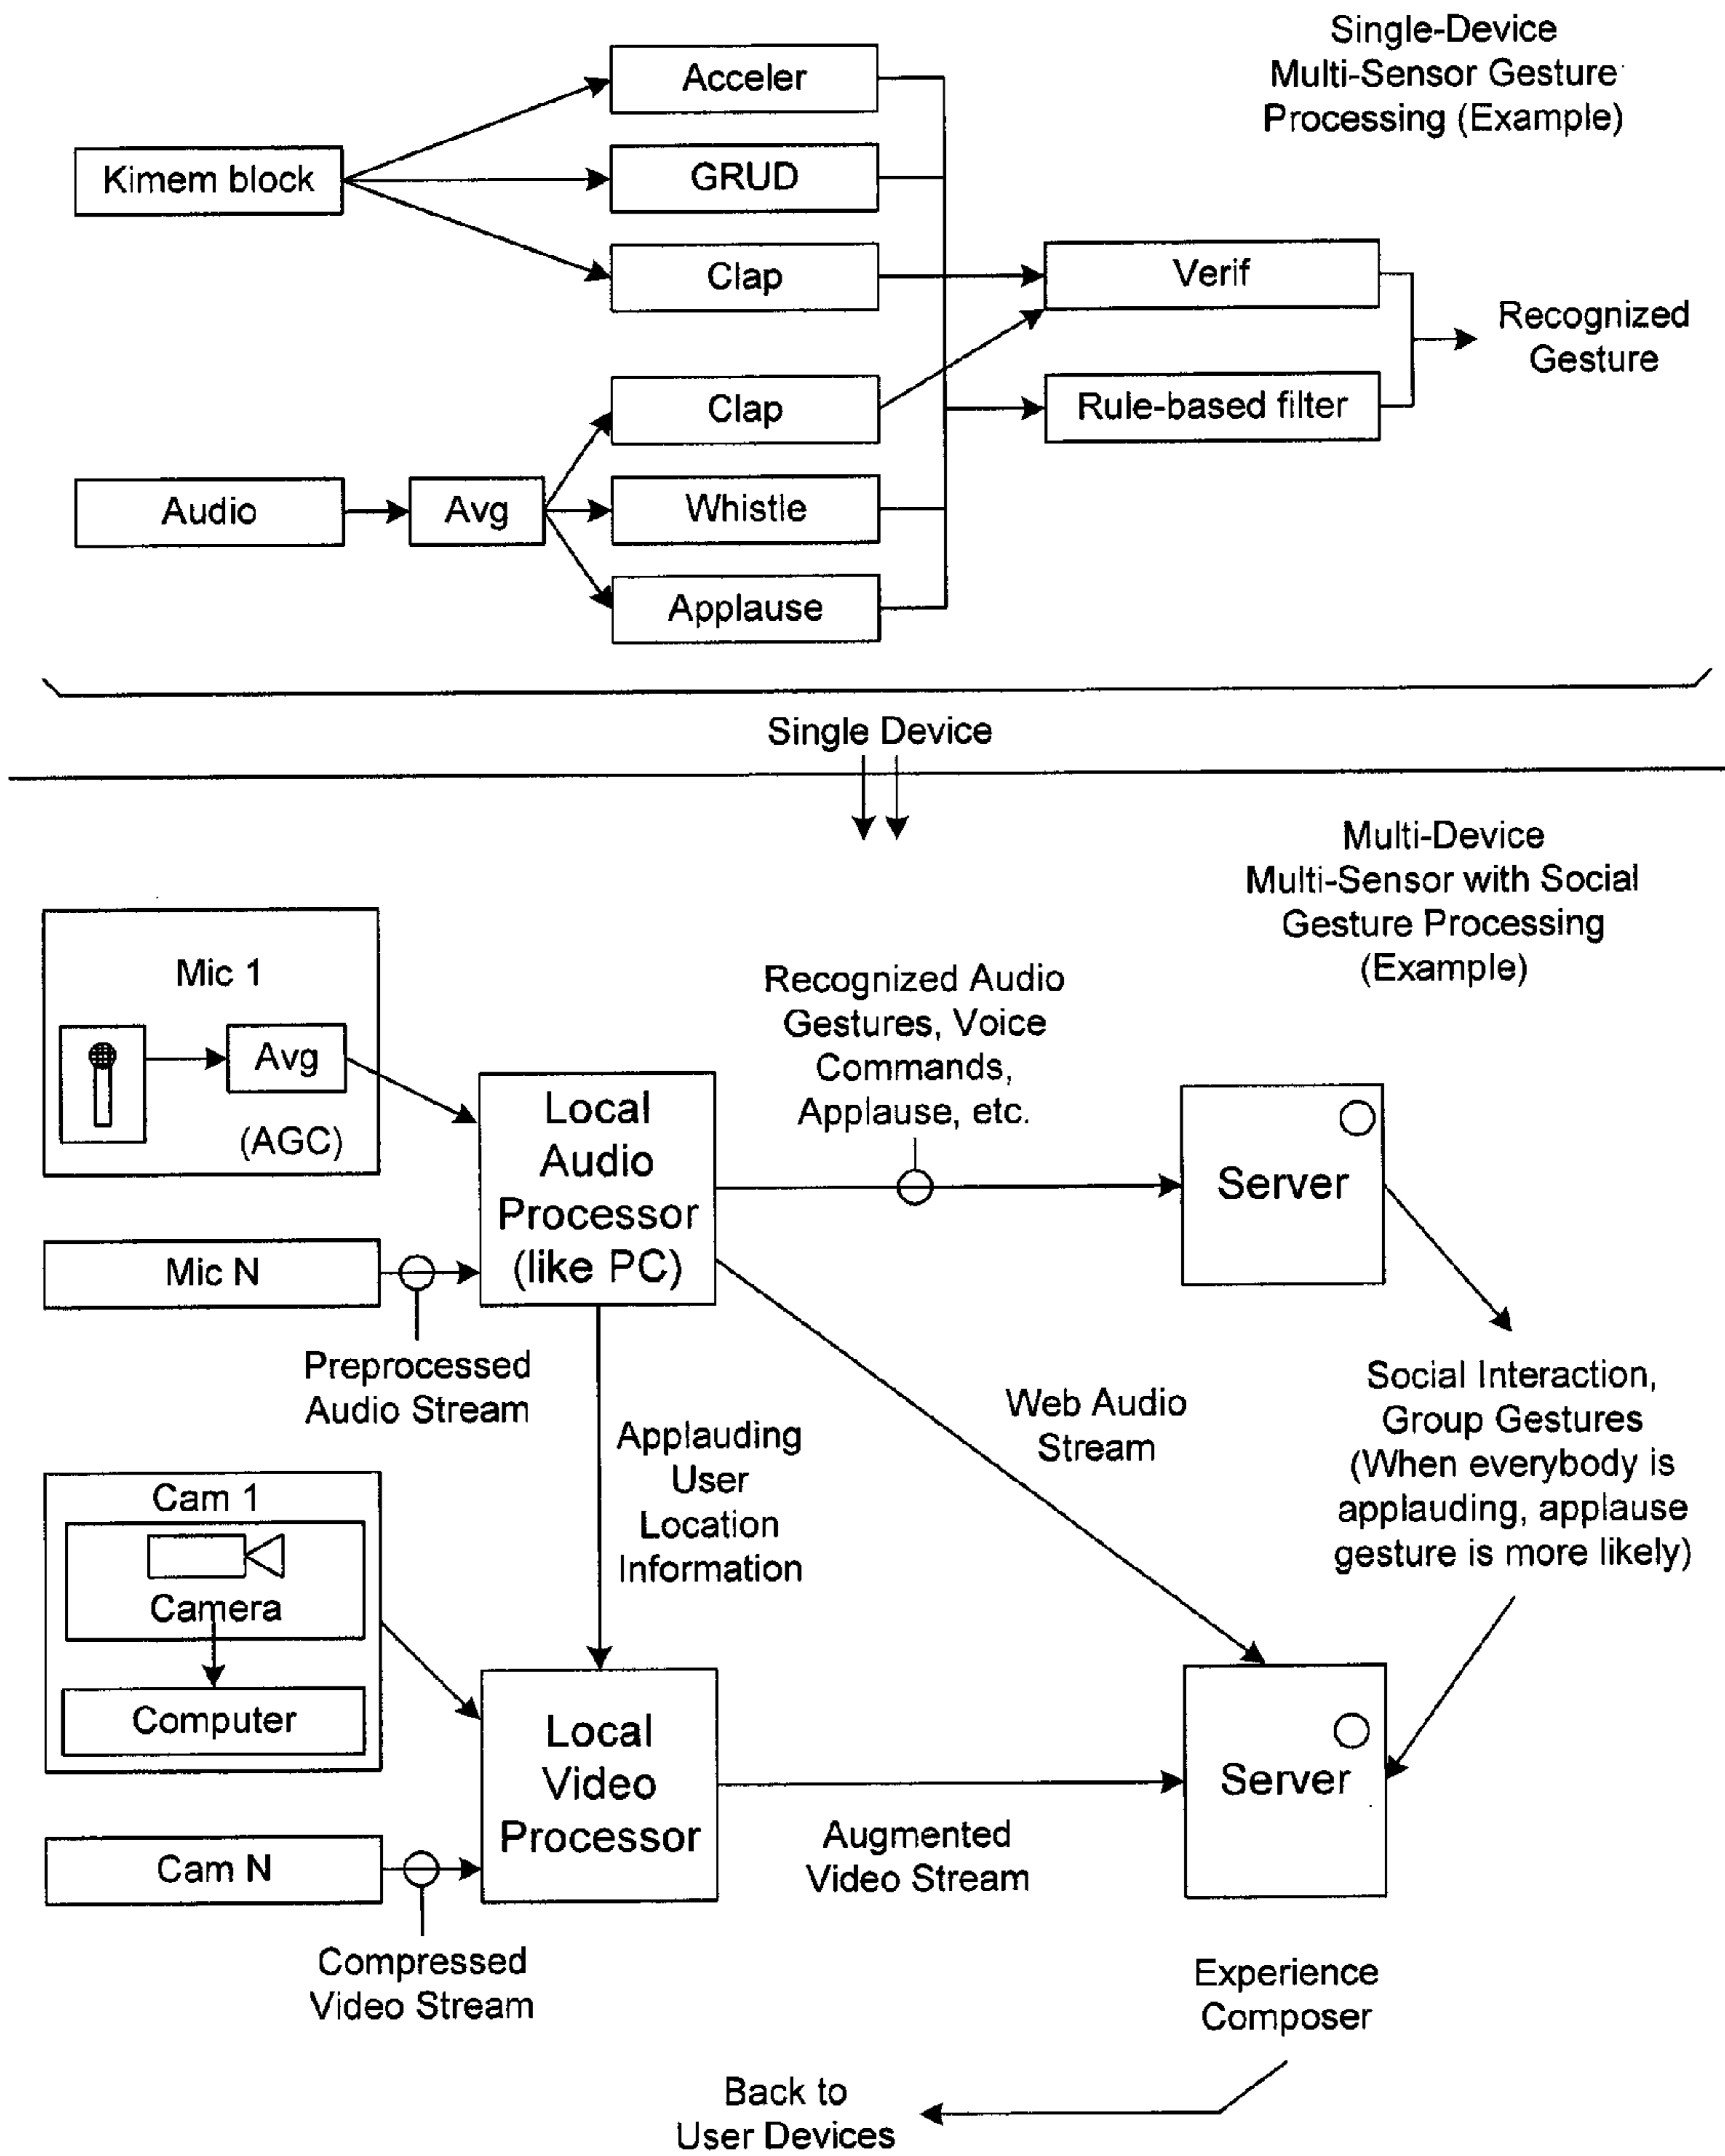 Single-Device
Multi-Sensor Gesture
Processing (Example)
Acceler
Kimem block
GRUD
Clap
Verif
Recognized
Gesture
Clap
Rule-based filter
Audio
Avg
Whistle
Applause
Single Device
Multi-Device
Multi-Sensor with Social
Gesture Processing
(Example)
Mic 1
Avg
(AGC)
Recognized Audio
Gestures, Voice
Commands,
Applause, etc.
Local
Audio
Processor
(like PC)
Server
Mic N
Preprocessed
Audio Stream
Applauding
User
Location
Information
Web Audio
Stream
Social Interaction,
Group Gestures
(When everybody is
applauding, applause
gesture is more likely)
Cam 1
Camera
Computer
Local
Video
Processor
Server
Cam N
Augmented
Video Stream
Compressed
Video Stream
Experience
Composer
Back to
User Devices